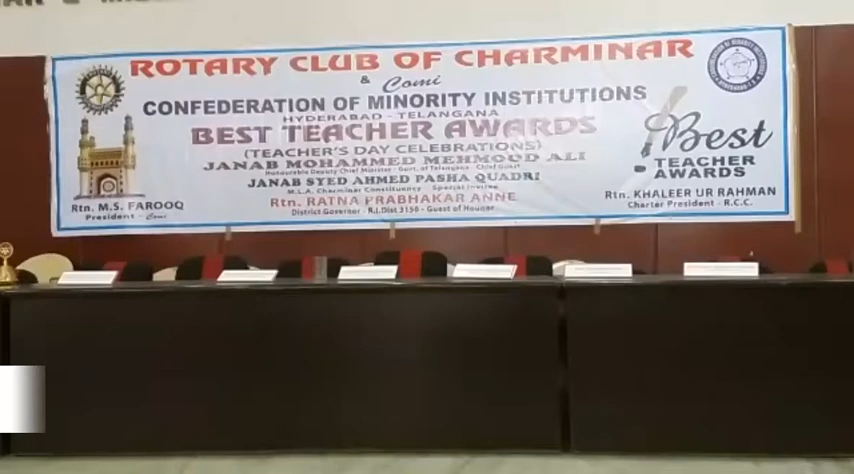 ROTARY CLUB OF CHARMINAR
& Comi
CONFEDERATION OF MINORITY INSTITUTIONS
HYDERABAD - TELANGANA
BEST TEACHER AWARDS
(TEACHER'S DAY CELEBRATIONS)
JANAB MOHAMMED MEHMOOD ALI
Honourable Deputy Chief Minister - Govt. of Telangana - Chief Guest
JANAB SYED AHMED PASHA QUADRI
M.L.A. Charminar Constituency - Special Invitee
Rtn. RATNA PRABHAKAR ANNE
District Governor - R.I.Dist 3150 - Guest of Honour
Rtn. M.S. FAROOQ
President - Comi
Best
TEACHER
AWARDS
Rtn. KHALEER UR RAHMAN
Charter President - R.C.C.